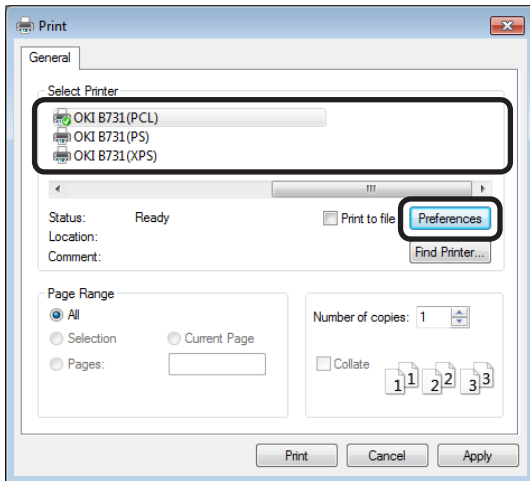 Print
General
Select Printer
OKI B731(PCL)
OKI B731(PS)
OKI B731(XPS)
Status: Ready Print to file Preferences
Location:
Comment: Find Printer...
Page Range
All Number of copies: 1
Selection Current Page
Pages: Collate
1 1 2 2 3 3
Print Cancel Apply